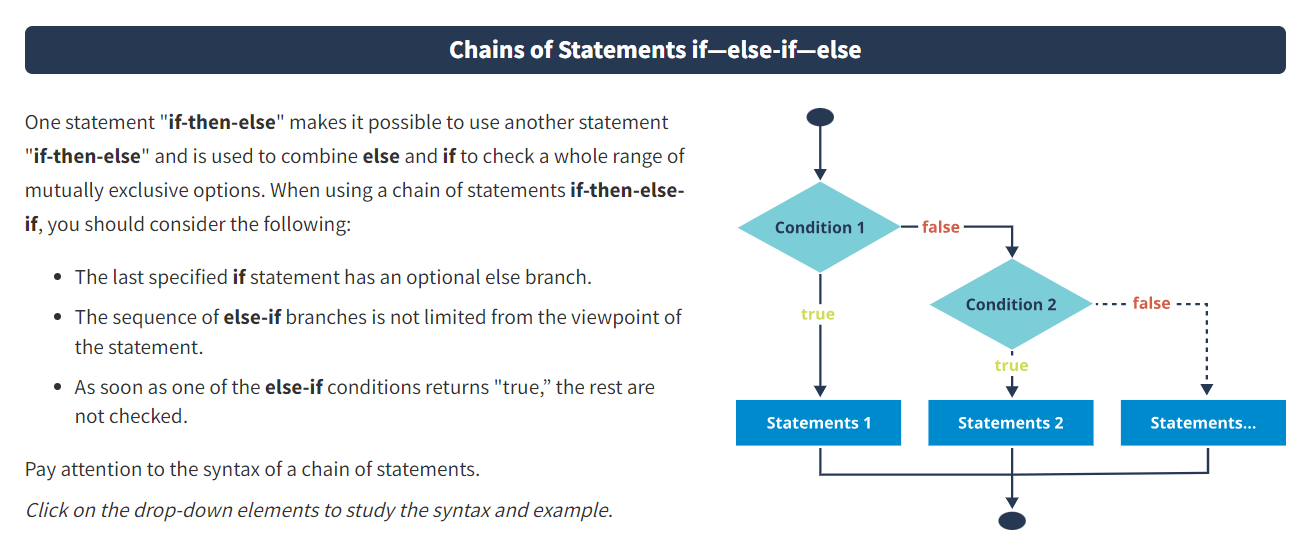 Chains of Statements if—else-if—else
One statement "if-then-else" makes it possible to use another statement
"if-then-else" and is used to combine else and if to check a whole range of
mutually exclusive options. When using a chain of statements if-then-else-
if, you should consider the following:
• The last specified if statement has an optional else branch.
• The sequence of else-if branches is not limited from the viewpoint of
the statement.
• As soon as one of the else-if conditions returns "true,” the rest are
not checked.
Pay attention to the syntax of a chain of statements.
Click on the drop-down elements to study the syntax and example.
Condition 1
false
Condition 2
false
true
true
Statements 1
Statements 2
Statements...